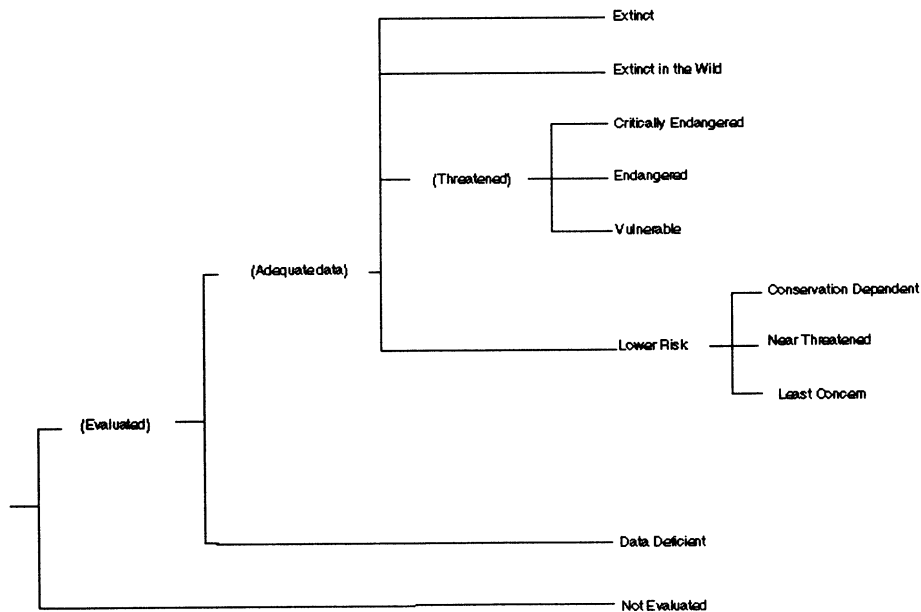 Extinct
Extinct in the Wild
Critically Endangered
(Threatened)
Endangered
Vulnerable
(Adequate data)
Conservation Dependent
Lower Risk
Near Threatened
Least Concern
(Evaluated)
Data Deficient
Not Evaluated